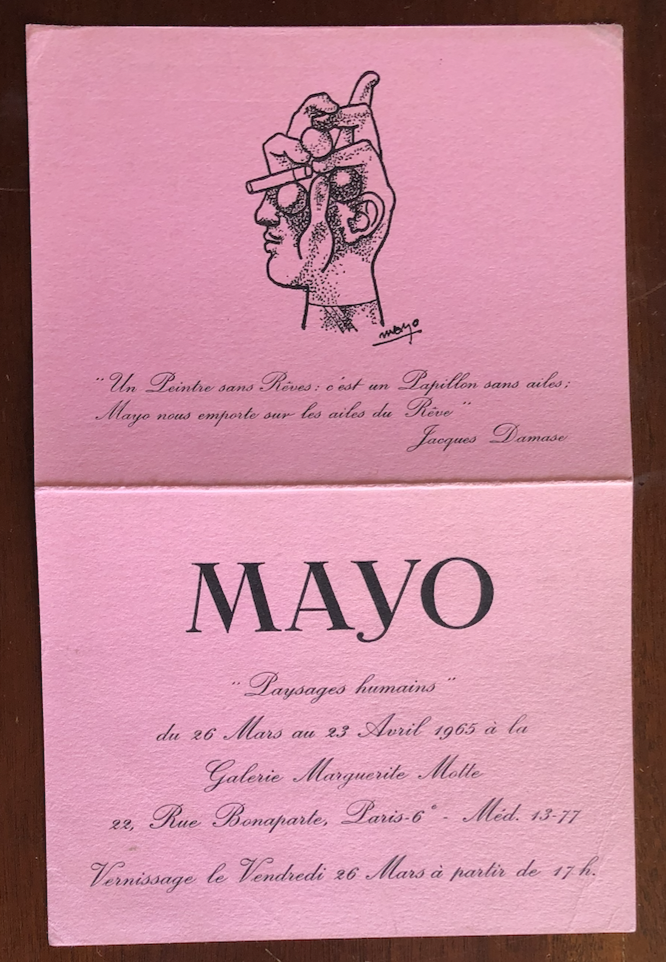 mayo
"Un Peintre sans Rêves: c'est un Papillon sans ailes;
Mayo nous emporte sur les ailes du Rêve"
Jacques Damase
MAYO
"Paysages humains"
du 26 Mars au 23 Avril 1965 à la
Galerie Marguerite Motte
22, Rue Bonaparte, Paris-6e - Méd. 13-77
Vernissage le Vendredi 26 Mars à partir de 17 h.